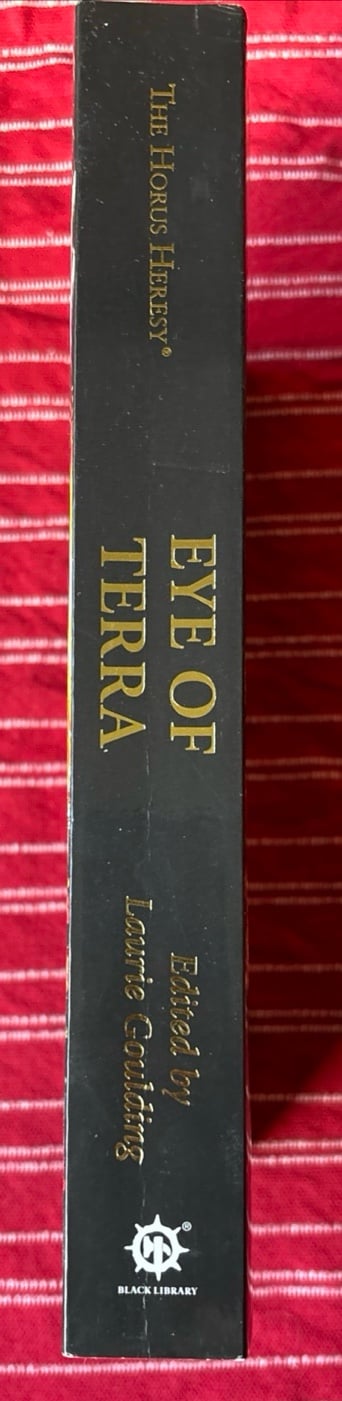 THE HORUS HERESY®
EYE OF
TERRA
Edited by
Laurie Goulding
®
BLACK LIBRARY